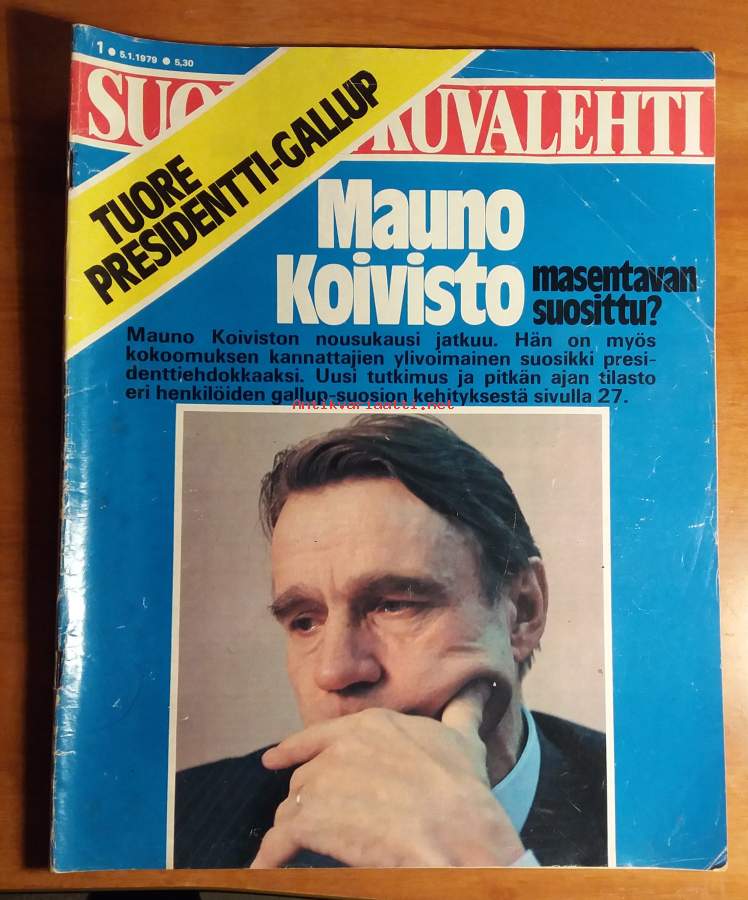 1 ● 5.1.1979 ● 5,30
SUO KUVALEHTI
TUORE
PRESIDENTTI-GALLUP
Mauno
Koivisto
masentavan
suosittu?
Mauno Koiviston nousukausi jatkuu. Hän on myös
kokoomuksen kannattajien ylivoimainen suosikki presi-
denttiehdokkaaksi. Uusi tutkimus ja pitkän ajan tilasto
eri henkilöiden gallup-suosion kehityksestä sivulla 27.
Antikvariaatti.net